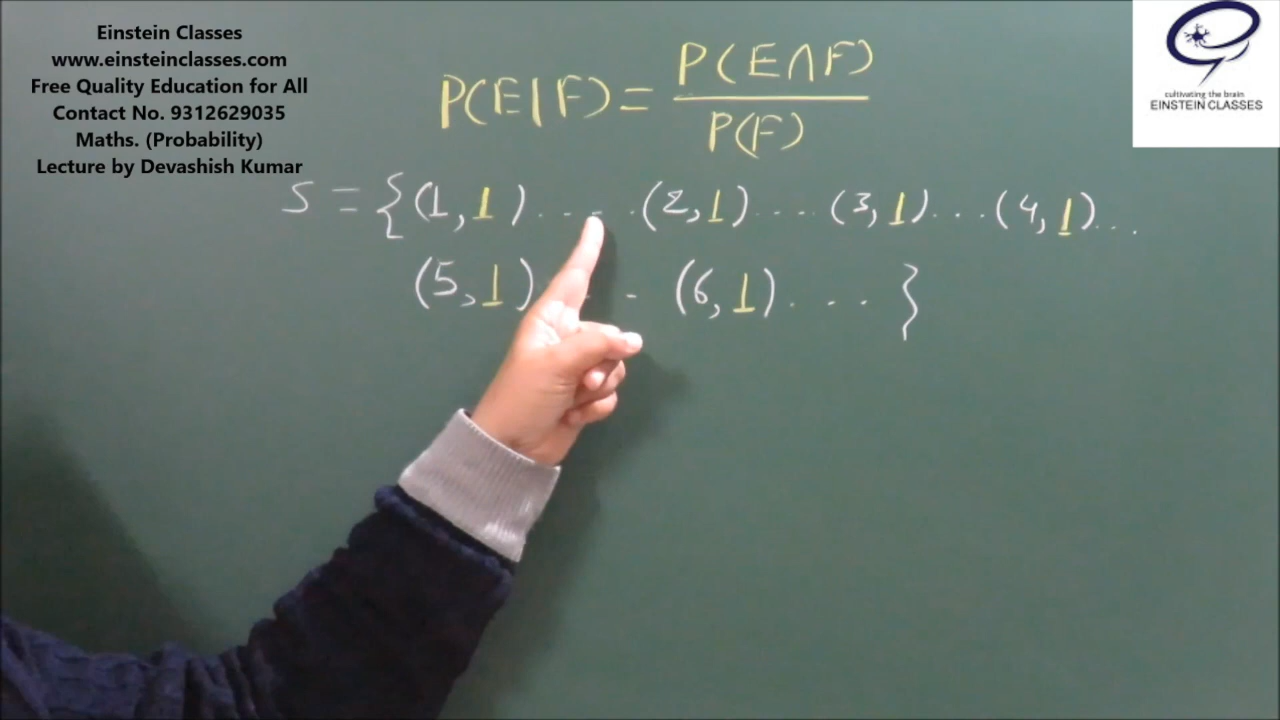 Einstein Classes
www.einsteinclasses.com
Free Quality Education for All
Contact No. 9312629035
Maths. (Probability)
Lecture by Devashish Kumar
cultivating the brain
EINSTEIN CLASSES
P(E|F) = P(E∩F) / P(F)
S = {(1, 1) .... (2, 1) .... (3, 1) ... (4, 1) ...
(5, 1) ... (6, 1) . ... }